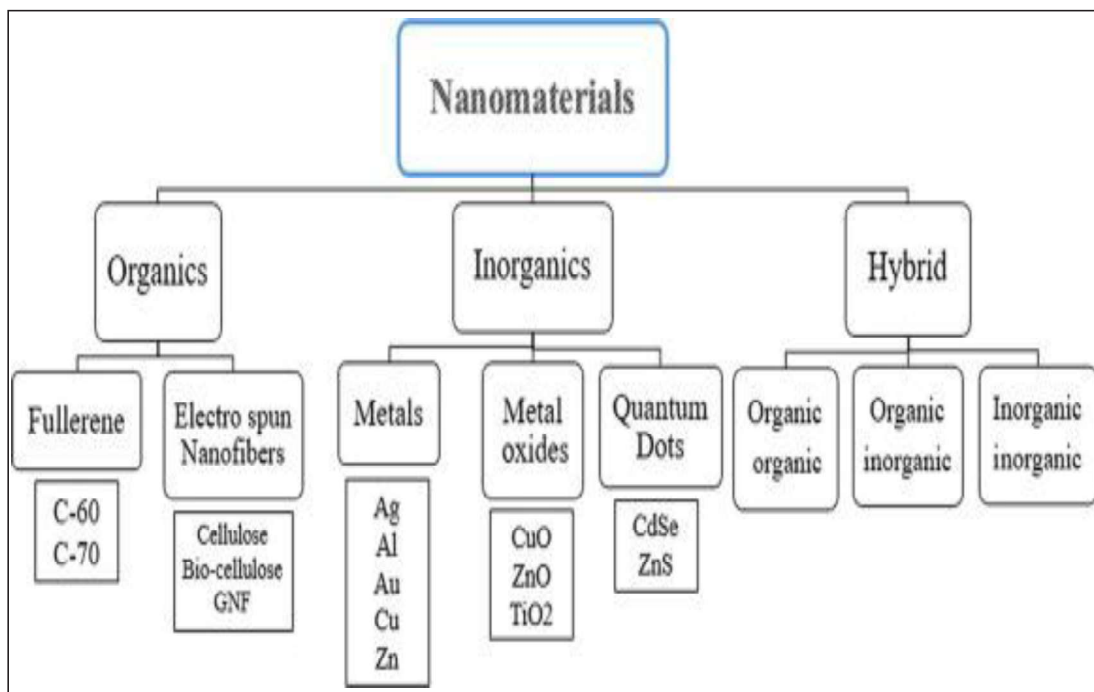 Nanomaterials
Organics
Inorganics
Hybrid
Fullerene
Electro spun
Nanofibers
Metals
Metal
oxides
Quantum
Dots
Organic
organic
Organic
inorganic
Inorganic
inorganic
C-60
C-70
Cellulose
Bio-cellulose
GNF
Ag
Al
Au
Cu
Zn
CuO
ZnO
TiO2
CdSe
ZnS